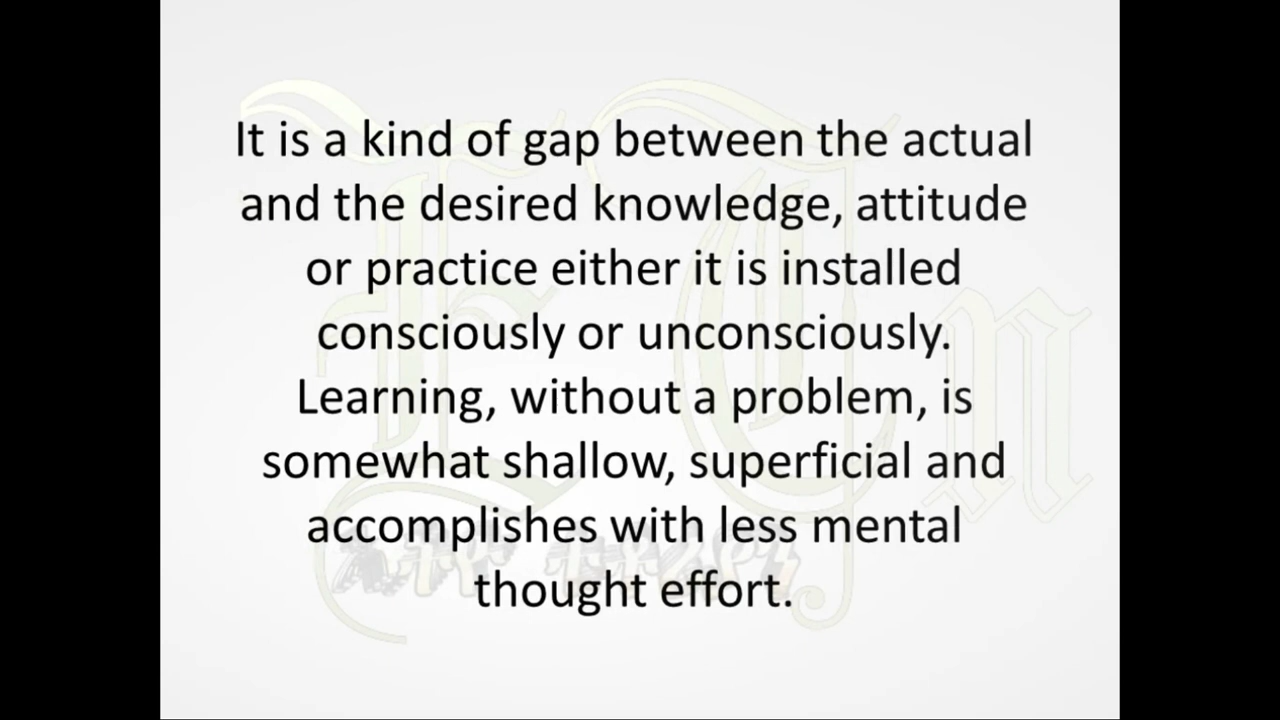 It is a kind of gap between the actual
and the desired knowledge, attitude
or practice either it is installed
consciously or unconsciously.
Learning, without a problem, is
somewhat shallow, superficial and
accomplishes with less mental
thought effort.